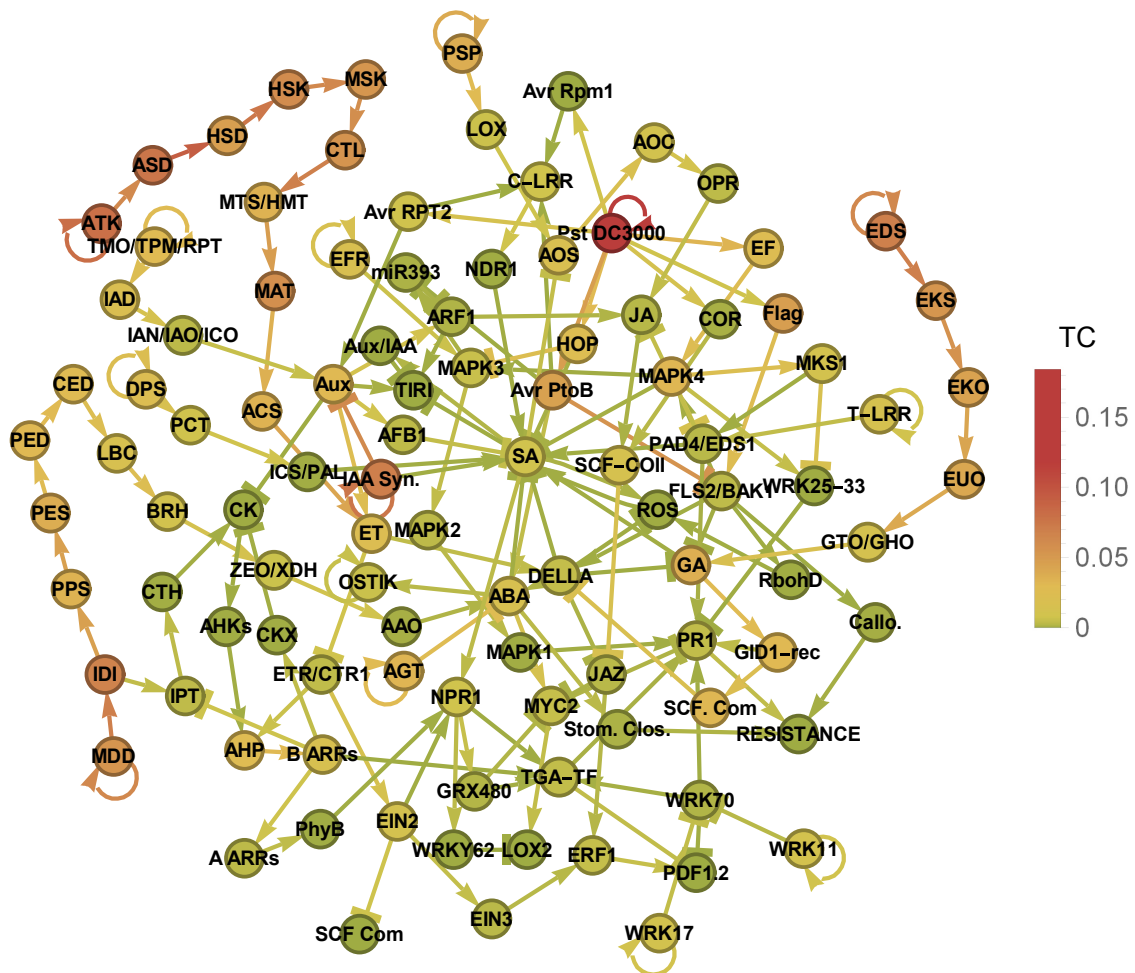 PSP
HSK
MSK
Avr Rpm1
LOX
HSD
AOC
CTL
ASD
C−LRR
OPR
MTS/HMT
Avr RPT2
ATK
Pst DC3000
EDS
TMO/TPM/RPT
EF
EFR
AOS
miR393
NDR1
MAT
IAD
EKS
ARF1
JA
COR
Flag
IAN/IAO/ICO
Aux/IAA
HOP
TC
MAPK3
MKS1
CED
Aux
MAPK4
EKO
DPS
TIRI
Avr PtoB
0.15
ACS
T−LRR
PCT
AFB1
PED
PAD4/EDS1
LBC
SA
SCF−COII
0.10
ICS/PAL
IAA Syn.
EUO
WRK25−33
FLS2/BAK1
PES
BRH
CK
ROS
ET
MAPK2
GTO/GHO
0.05
GA
ZEO/XDH
DELLA
RbohD
PPS
CTH
OSTIK
ABA
AHKs
AAO
Callo.
0
CKX
PR1
MAPK1
GID1−rec
IDI
ETR/CTR1
AGT
JAZ
IPT
NPR1
MYC2
SCF. Com
Stom. Clos.
RESISTANCE
AHP
B ARRs
MDD
TGA−TF
GRX480
WRK70
PhyB
EIN2
WRKY62
LOX2
WRK11
A ARRs
ERF1
PDF1.2
EIN3
SCF Com
WRK17